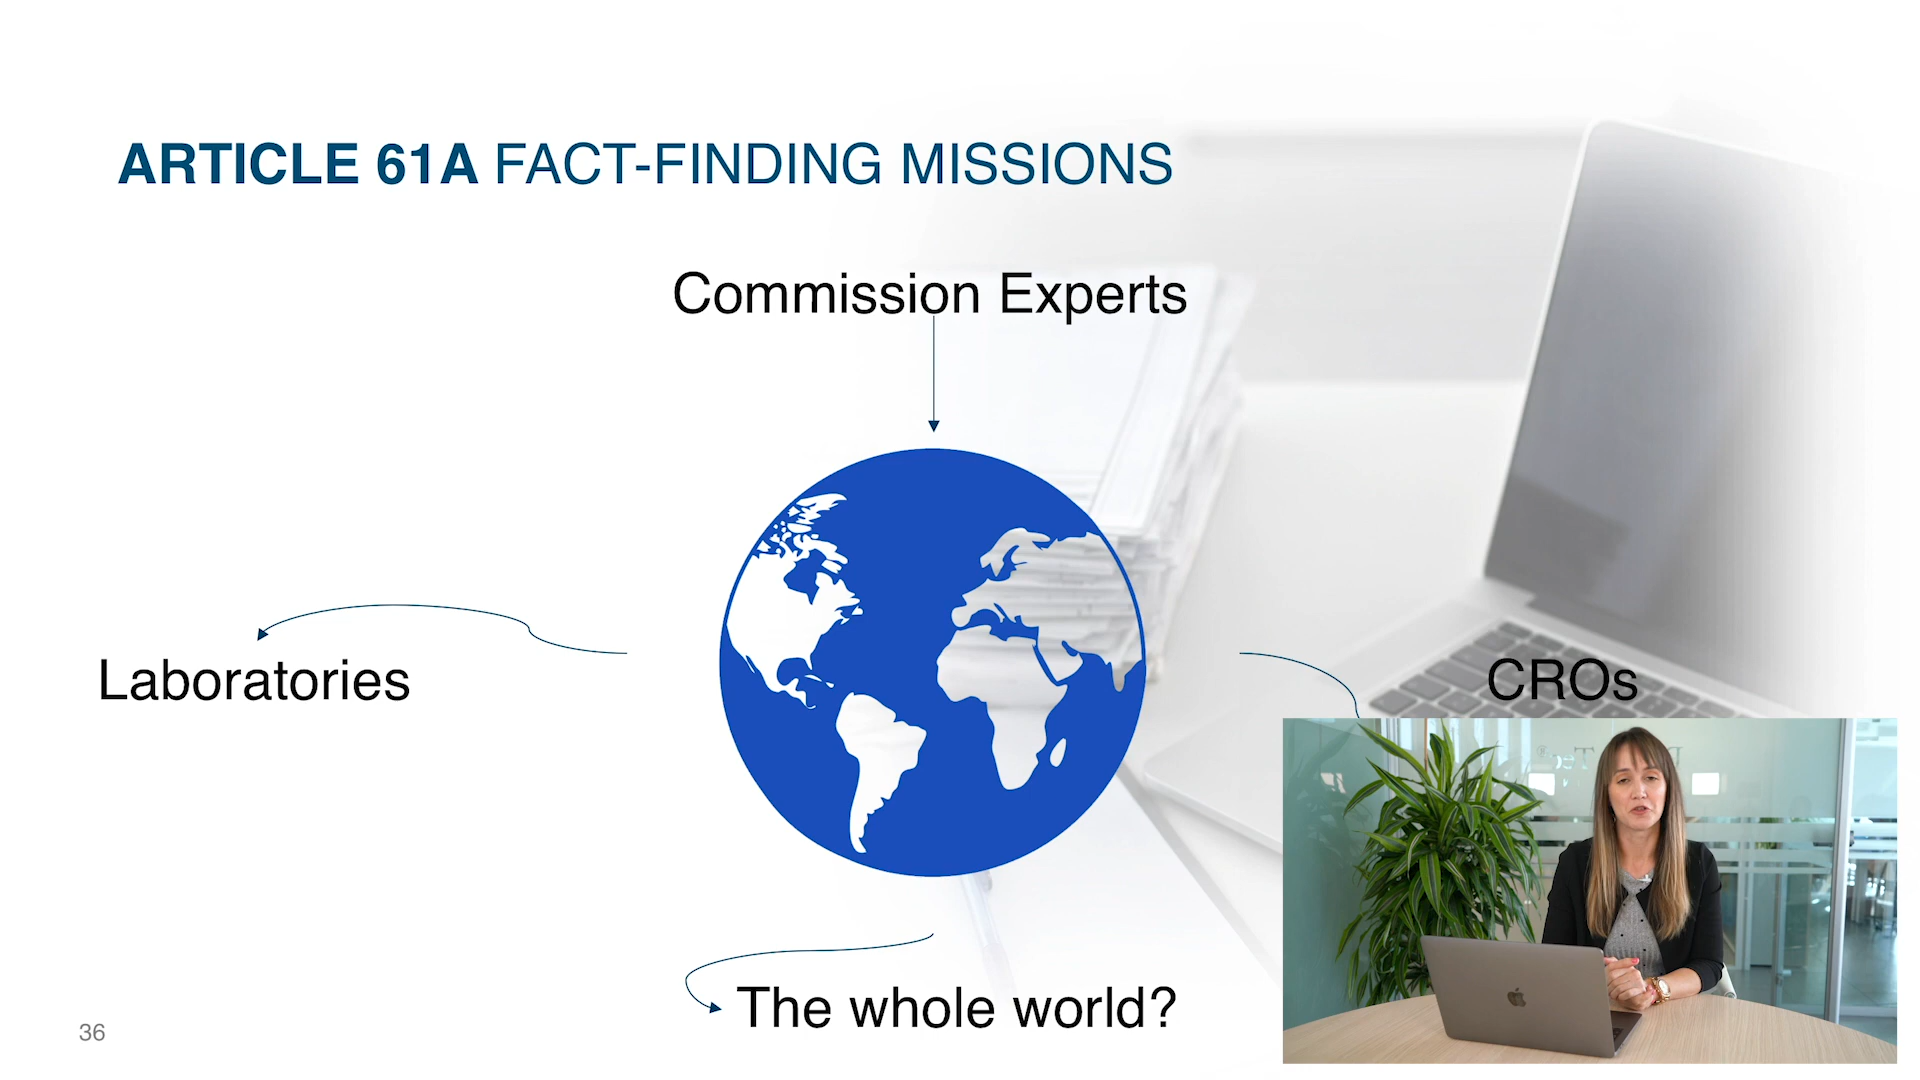 ARTICLE 61A FACT-FINDING MISSIONS
Commission Experts
Laboratories
CROs
The whole world?
36